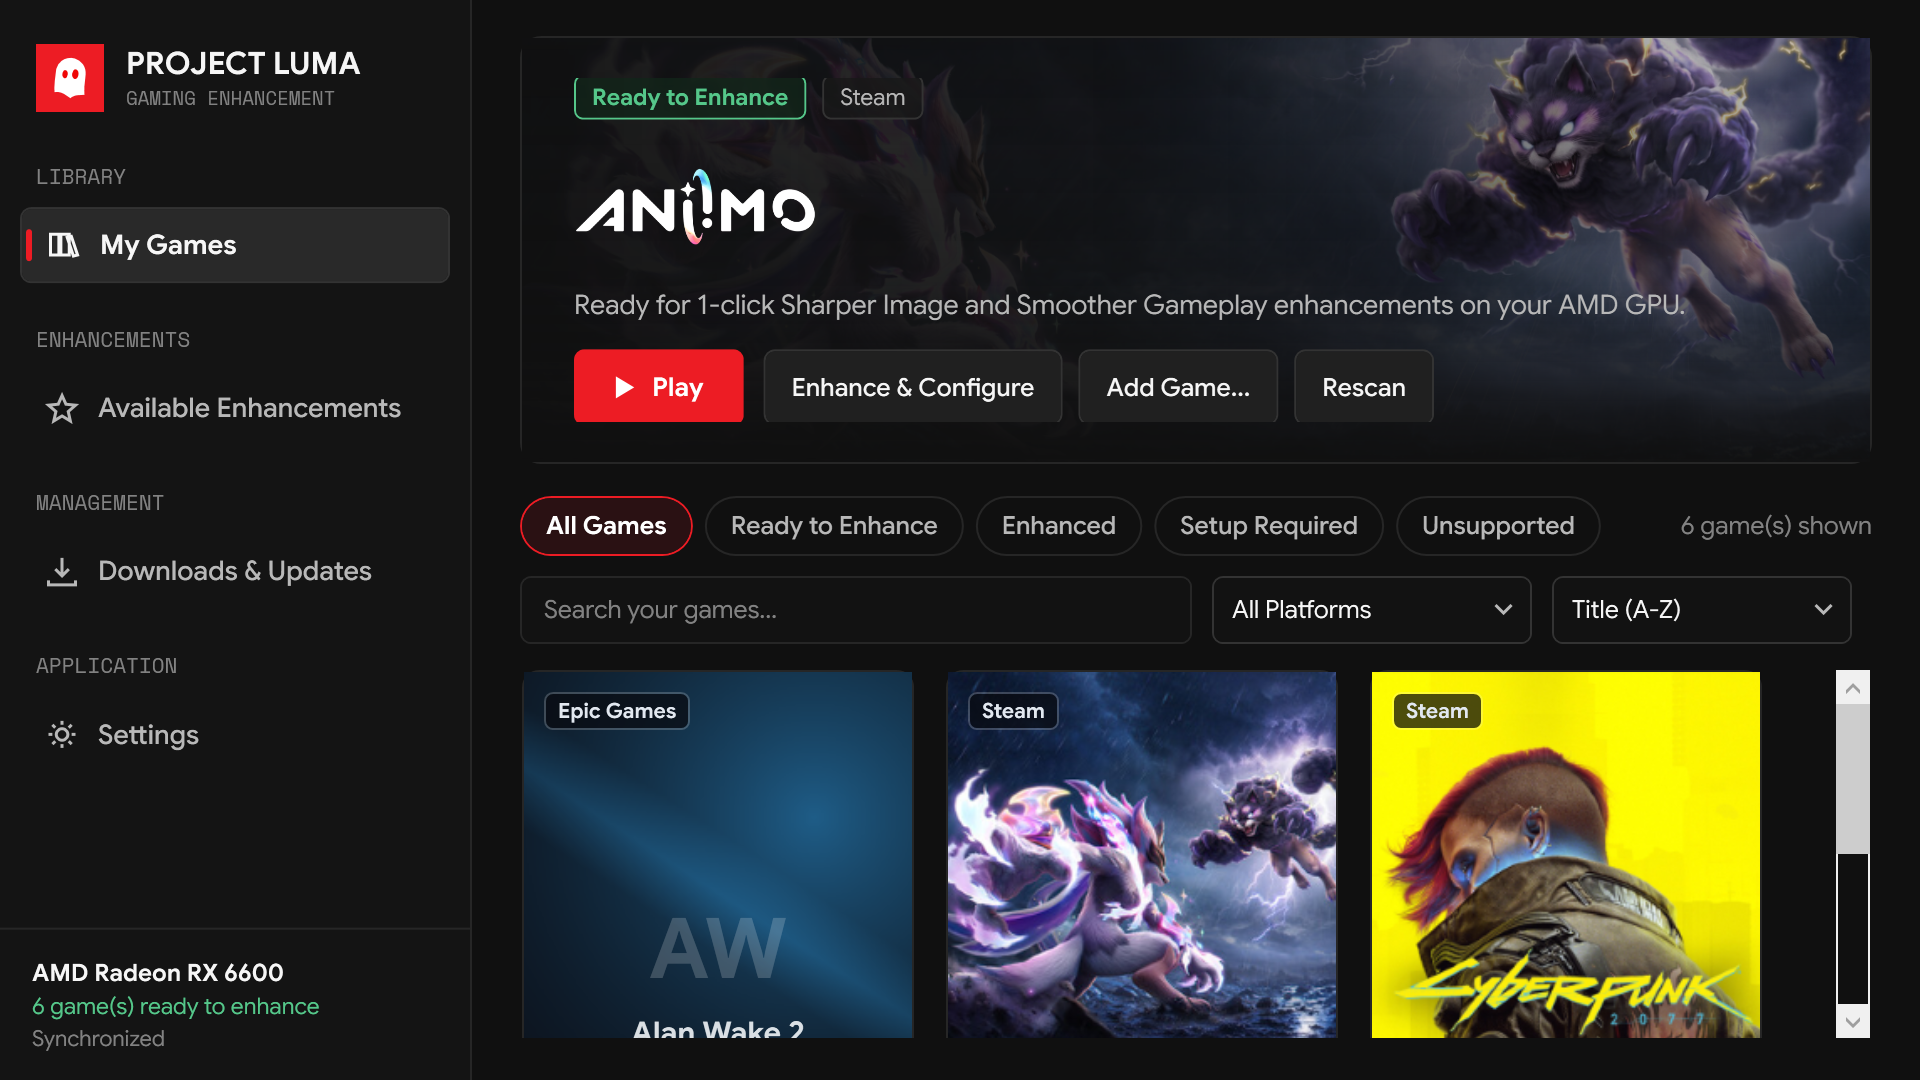 PROJECT LUMA
GAMING ENHANCEMENT
LIBRARY
My Games
ENHANCEMENTS
Available Enhancements
MANAGEMENT
Downloads & Updates
APPLICATION
Settings
AMD Radeon RX 6600
6 game(s) ready to enhance
Synchronized
Ready to Enhance
Steam
ANIIMO
Ready for 1-click Sharper Image and Smoother Gameplay enhancements on your AMD GPU.
Play
Enhance & Configure
Add Game...
Rescan
All Games
Ready to Enhance
Enhanced
Setup Required
Unsupported
6 game(s) shown
Search your games...
All Platforms
Title (A-Z)
Epic Games
AW
Alan Wake 2
Steam
Steam
SAMURAI
CYBERPUNK
2077